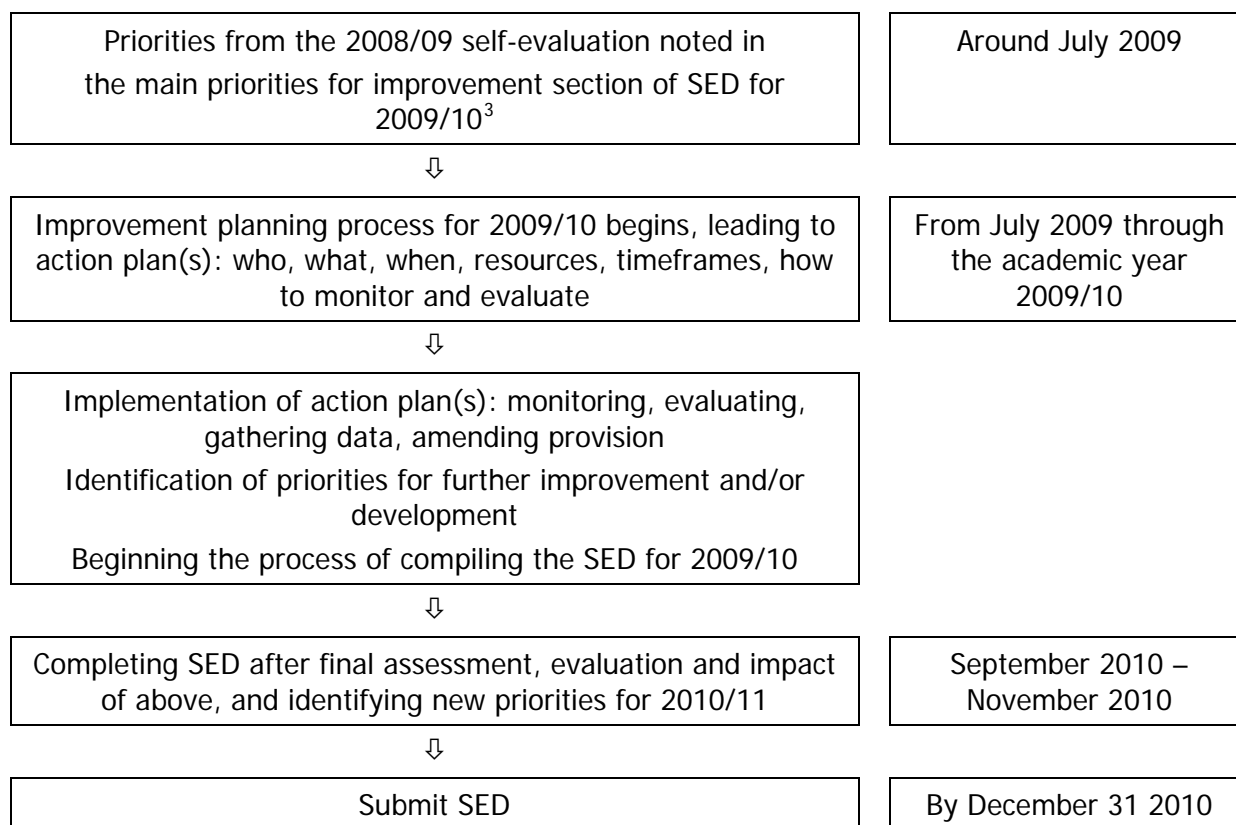 Priorities from the 2008/09 self-evaluation noted in
the main priorities for improvement section of SED for
2009/10³
Around July 2009
⇩
Improvement planning process for 2009/10 begins, leading to
action plan(s): who, what, when, resources, timeframes, how
to monitor and evaluate
From July 2009 through
the academic year
2009/10
⇩
Implementation of action plan(s): monitoring, evaluating,
gathering data, amending provision
Identification of priorities for further improvement and/or
development
Beginning the process of compiling the SED for 2009/10
⇩
Completing SED after final assessment, evaluation and impact
of above, and identifying new priorities for 2010/11
September 2010 –
November 2010
⇩
Submit SED
By December 31 2010